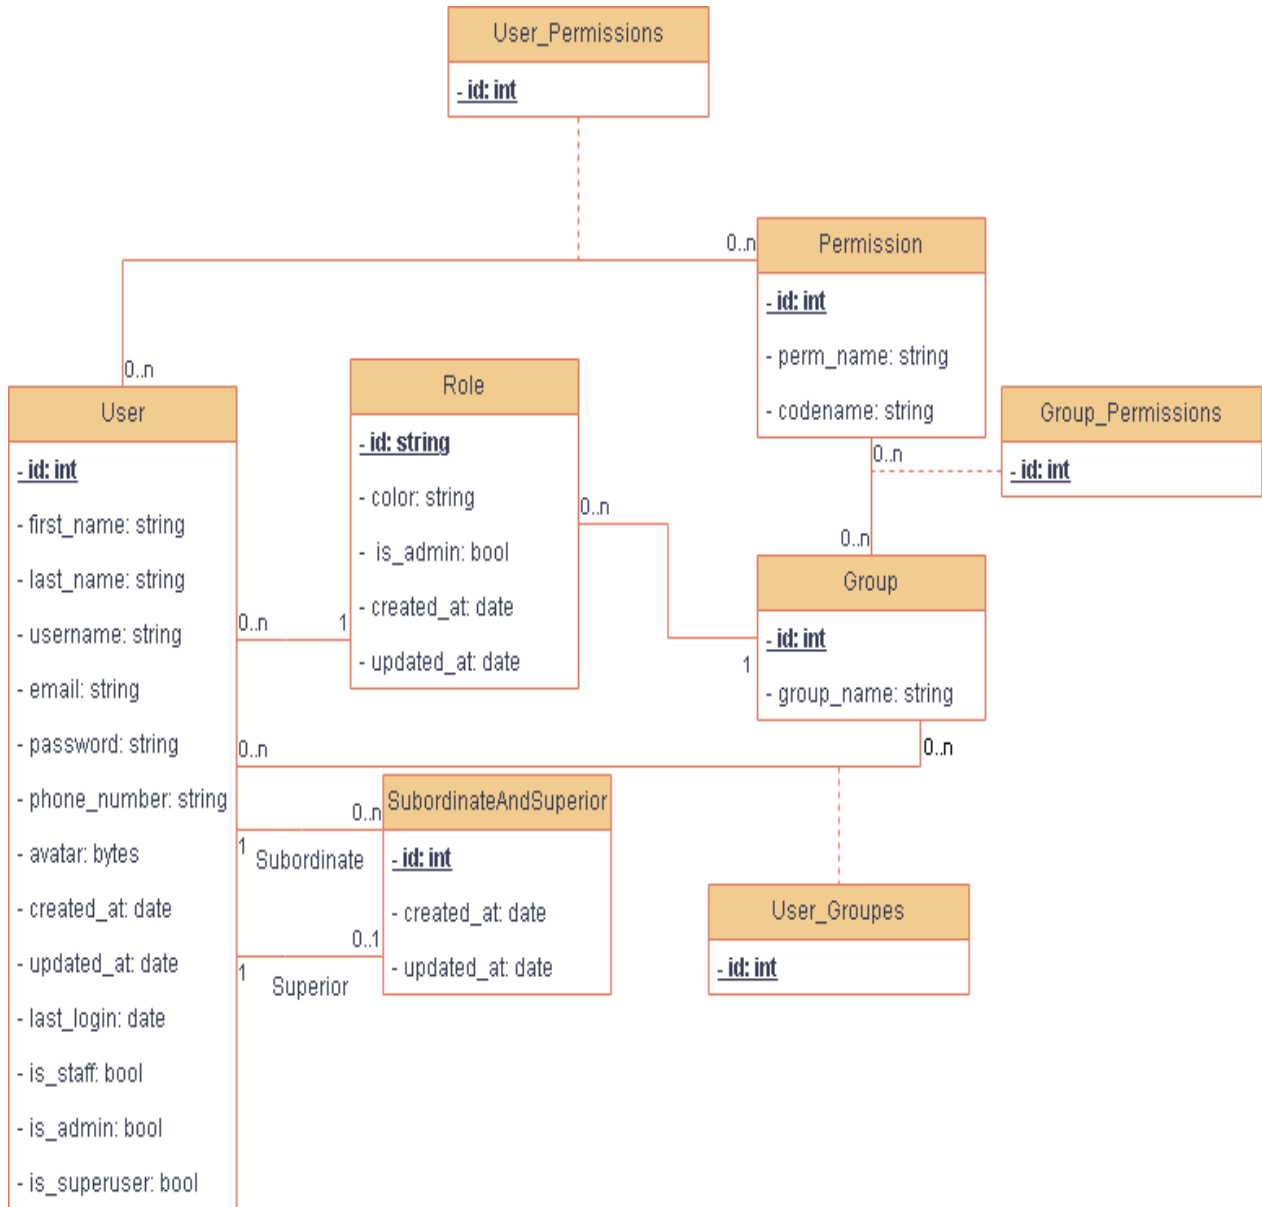 User_Permissions
- id: int
0..n
Permission
- id: int
- perm_name: string
- codename: string
0..n
0..n
User
- id: int
- first_name: string
- last_name: string
- username: string
- email: string
- password: string
- phone_number: string
- avatar: bytes
- created_at: date
- updated_at: date
- last_login: date
- is_staff: bool
- is_admin: bool
- is_superuser: bool
Role
- id: string
- color: string
- is_admin: bool
- created_at: date
- updated_at: date
0..n
0..n
1
Group_Permissions
- id: int
0..n
Group
- id: int
- group_name: string
1
0..n
0..n
SubordinateAndSuperior
- id: int
- created_at: date
- updated_at: date
0..n
1
Subordinate
0..1
1
Superior
User_Groupes
- id: int